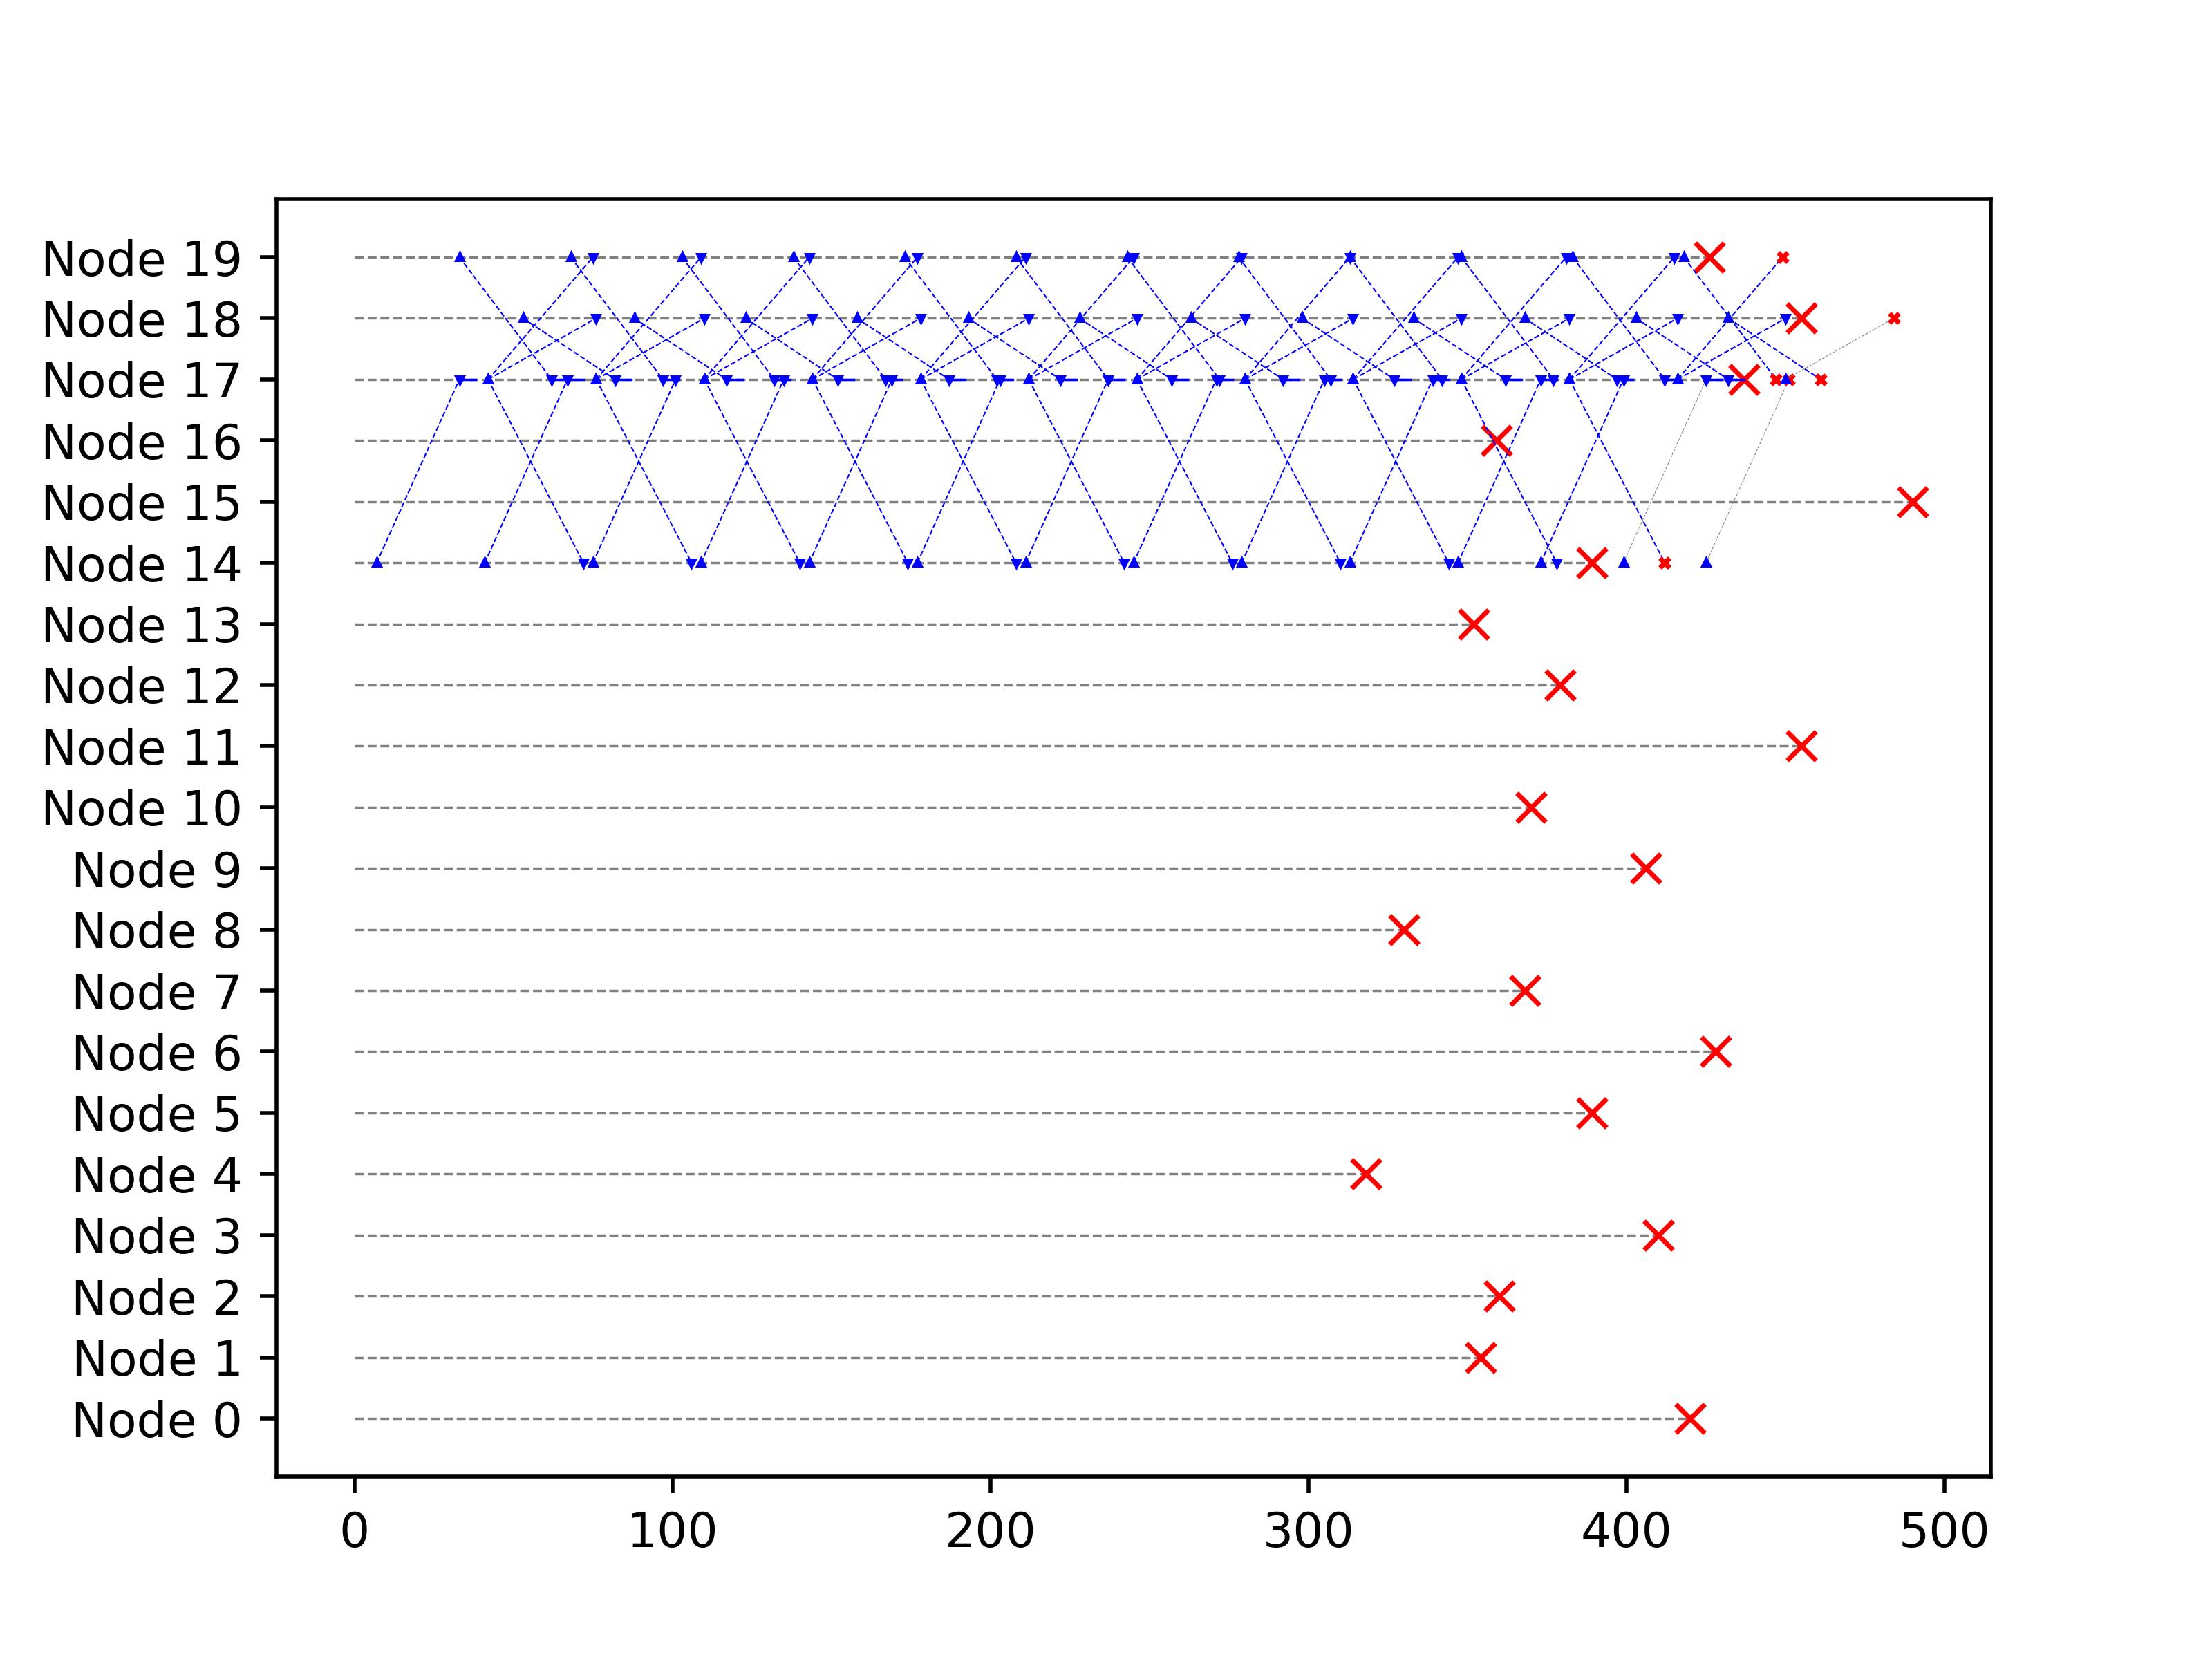 Node 19
Node 18
Node 17
Node 16
Node 15
Node 14
Node 13
Node 12
Node 11
Node 10
Node 9
Node 8
Node 7
Node 6
Node 5
Node 4
Node 3
Node 2
Node 1
Node 0
0 100 200 300 400 500